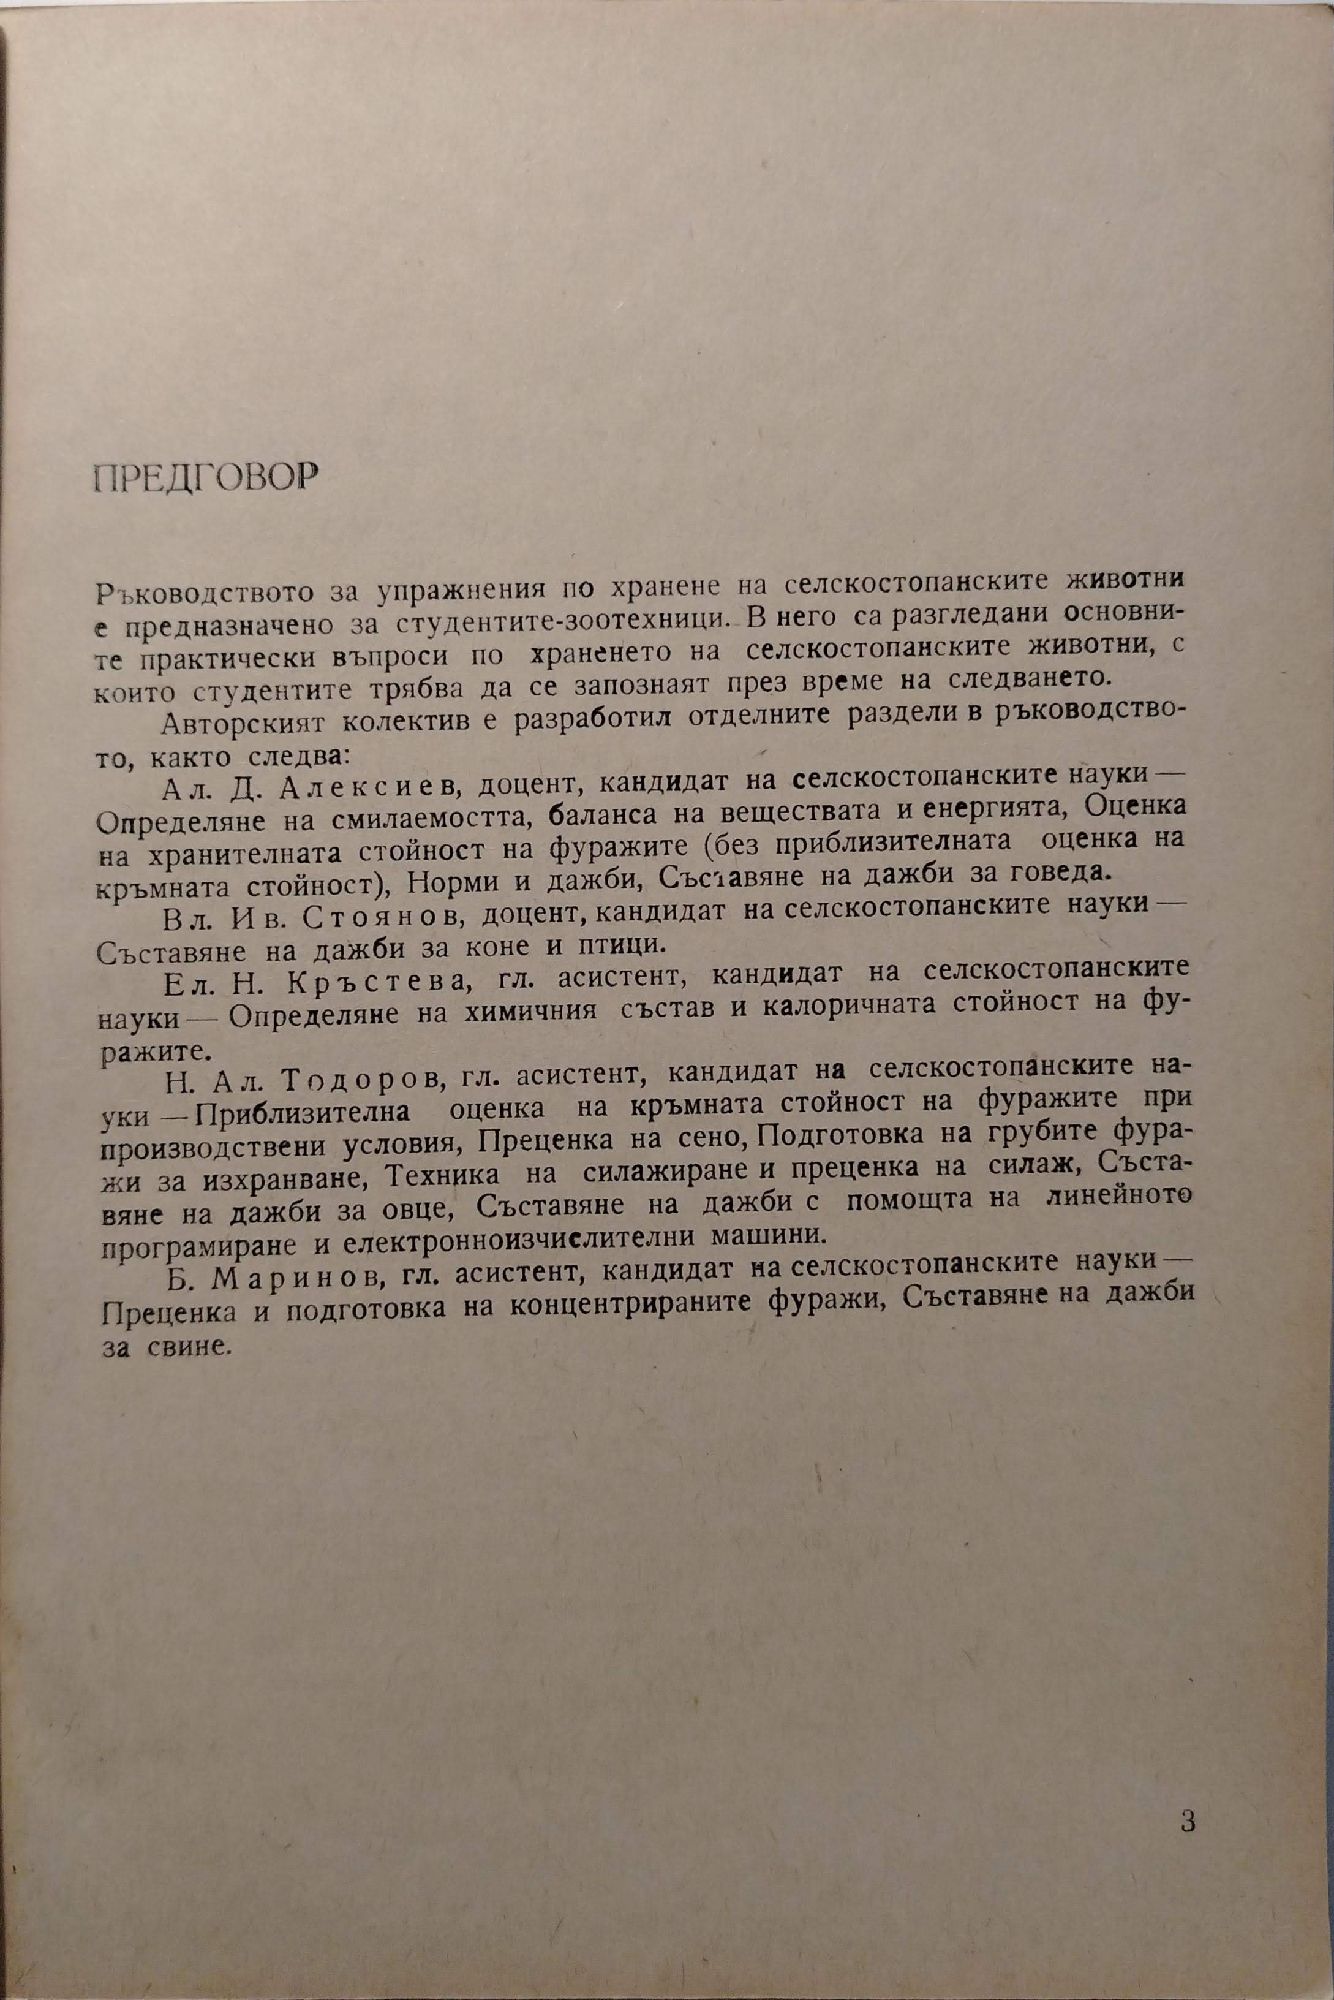 ПРЕДГОВОР
Ръководството за упражнения по хранене на селскостопанските животни
е предназначено за студентите-зоотехници. В него са разгледани основни-
те практически въпроси по храненето на селскостопанските животни, с
които студентите трябва да се запознаят през време на следването.
Авторският колектив е разработил отделните раздели в ръководство-
то, както следва:
Ал. Д. Алексиев, доцент, кандидат на селскостопанските науки —
Определяне на смилаемостта, баланса на веществата и енергията, Оценка
на хранителната стойност на фуражите (без приблизителната оценка на
кръмната стойност), Норми и дажби, Съставяне на дажби за говеда.
Вл. Ив. Стоянов, доцент, кандидат на селскостопанските науки —
Съставяне на дажби за коне и птици.
Ел. Н. Кръстева, гл. асистент, кандидат на селскостопанските
науки — Определяне на химичния състав и калоричната стойност на фу-
ражите.
Н. Ал. Тодоров, гл. асистент, кандидат на селскостопанските на-
уки — Приблизителна оценка на кръмната стойност на фуражите при
производствени условия, Преценка на сено, Подготовка на грубите фура-
жи за изхранване, Техника на силажиране и преценка на силаж, Съста-
вяне на дажби за овце, Съставяне на дажби с помощта на линейното
програмиране и електронноизчислителни машини.
Б. Маринов, гл. асистент, кандидат на селскостопанските науки —
Преценка и подготовка на концентрираните фуражи, Съставяне на дажби
за свине.
3